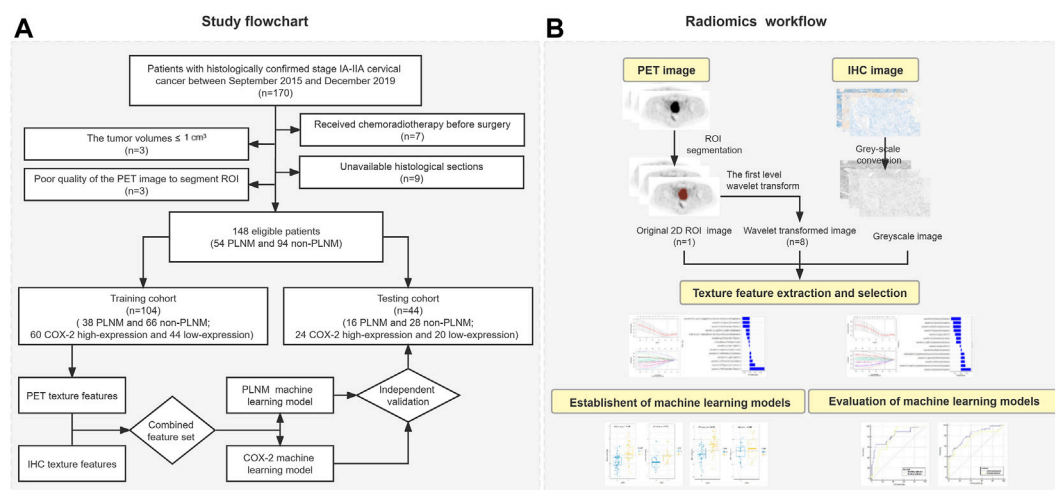 A
Study flowchart
Patients with histologically confirmed stage IA-IIA cervical
cancer between September 2015 and December 2019
(n=170)
The tumor volumes ≤ 1 cm³
(n=3)
Received chemoradiotherapy before surgery
(n=7)
Poor quality of the PET image to segment ROI
(n=3)
Unavailable histological sections
(n=9)
148 eligible patients
(54 PLNM and 94 non-PLNM)
Training cohort
(n=104)
( 38 PLNM and 66 non-PLNM;
60 COX-2 high-expression and 44 low-expression)
Testing cohort
(n=44)
(16 PLNM and 28 non-PLNM;
24 COX-2 high-expression and 20 low-expression)
PET texture features
IHC texture features
Combined
feature set
PLNM machine
learning model
COX-2 machine
learning model
Independent
validation
B
Radiomics workflow
PET image
IHC image
ROI
segmentation
Grey-scale
conversion
The first level
wavelet transform
Original 2D ROI image
(n=1)
Wavelet transformed image
(n=8)
Greyscale image
Texture feature extraction and selection
Establishent of machine learning models
Evaluation of machine learning models